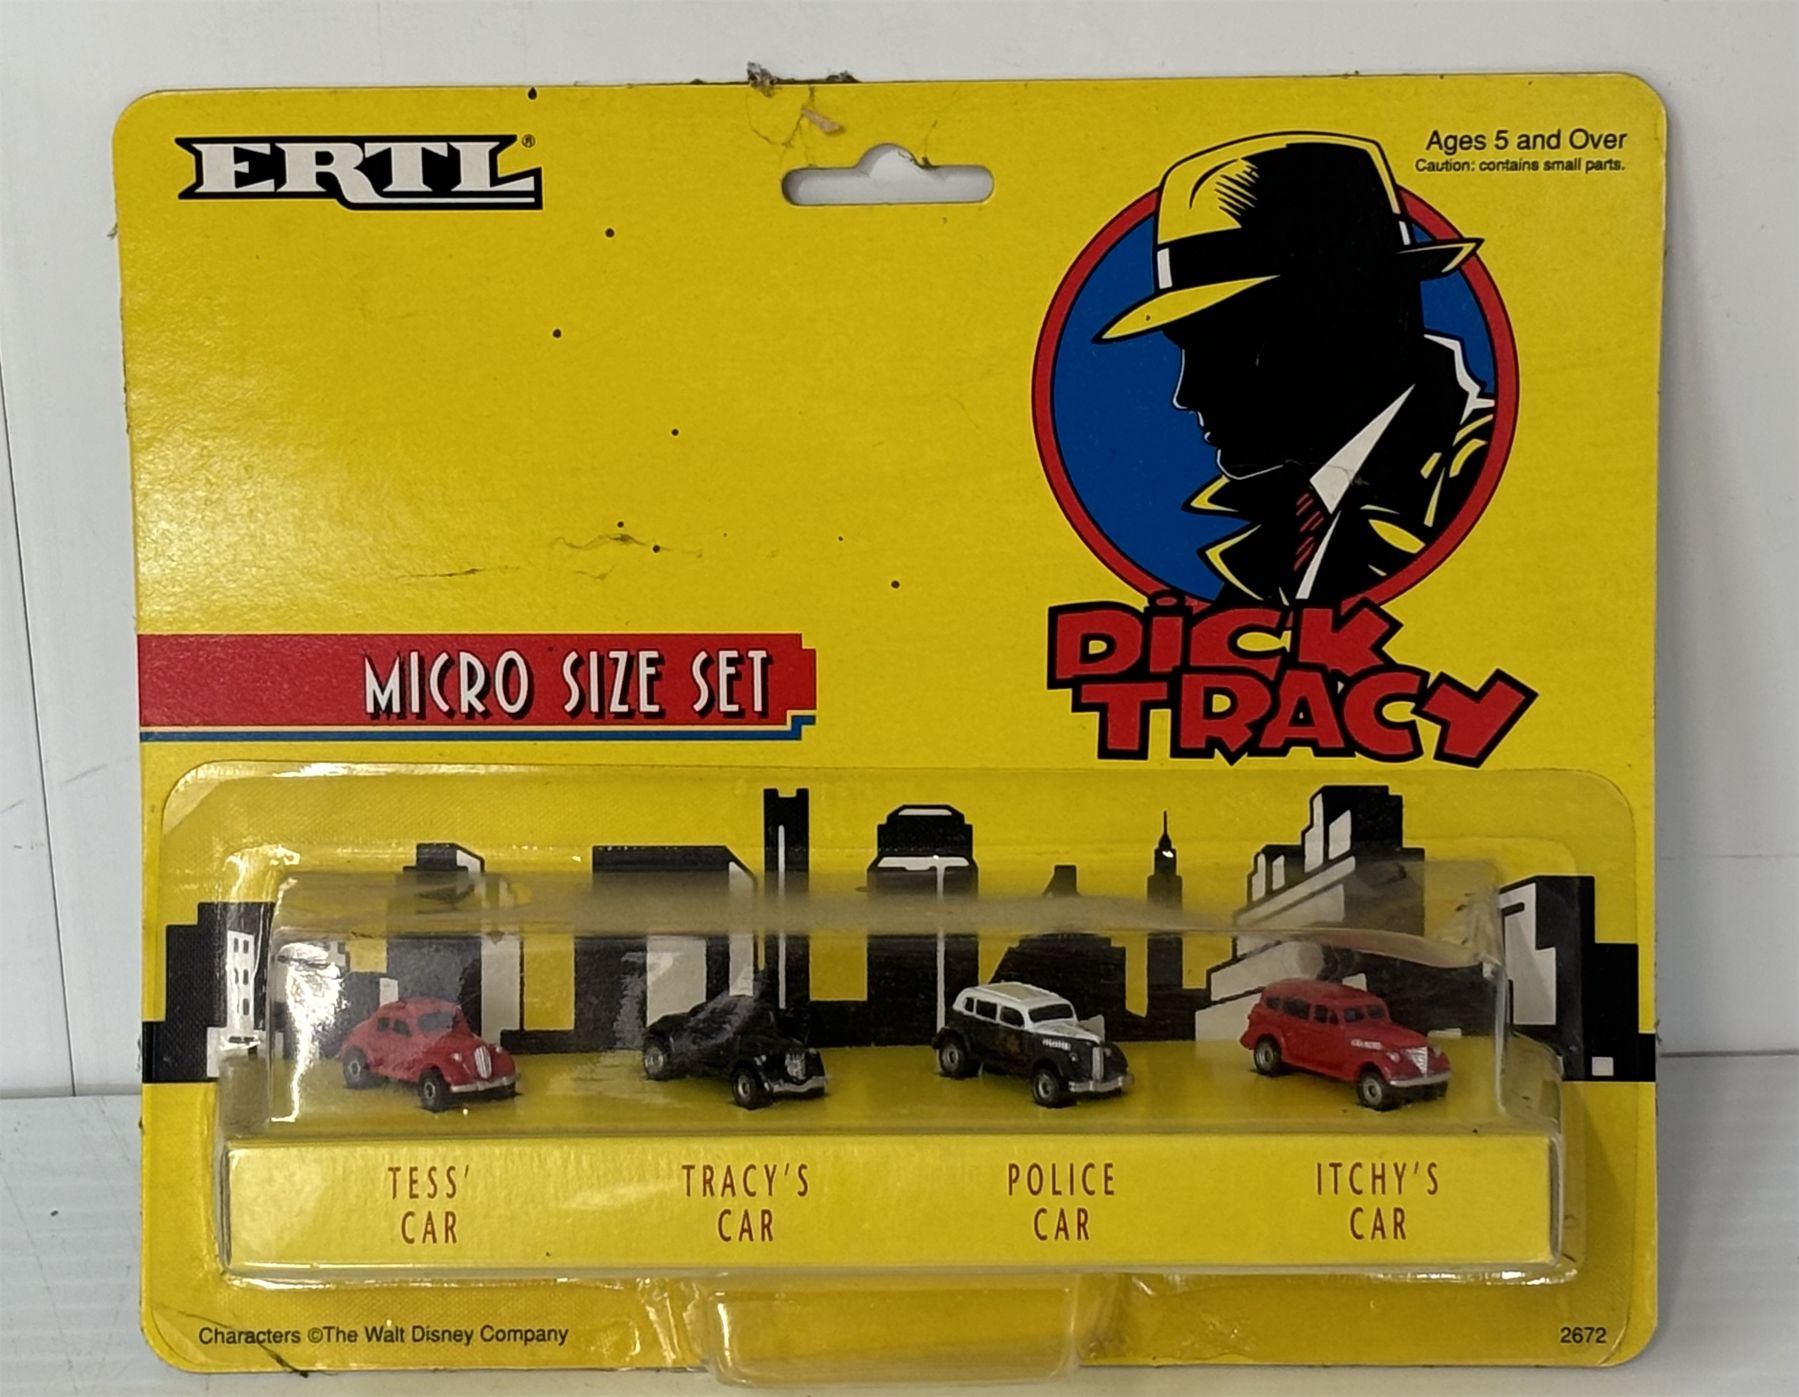 ERTL®
Ages 5 and Over
Caution: contains small parts.
MICRO SIZE SET
DiCK
TRACY
TESS'
CAR
TRACY'S
CAR
POLICE
CAR
ITCHY'S
CAR
Characters ©The Walt Disney Company
2672